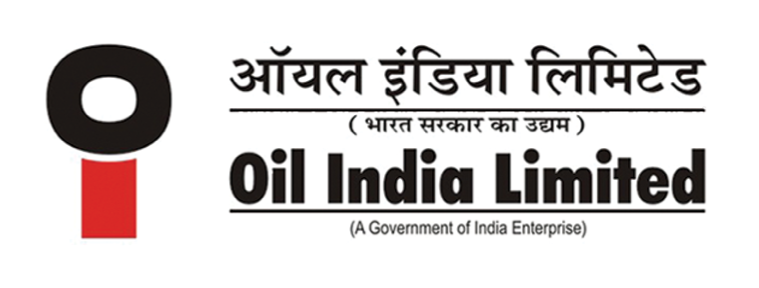 ऑयल इंडिया लिमिटेड
( भारत सरकार का उद्यम )
Oil India Limited
(A Government of India Enterprise)